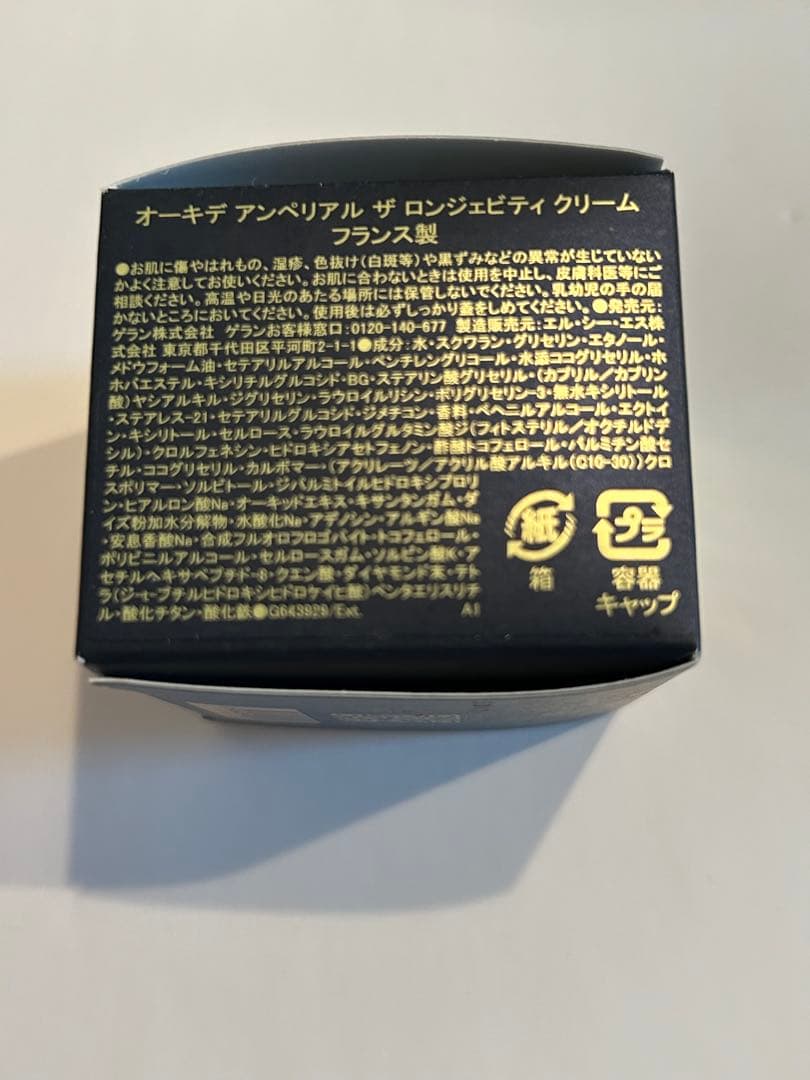 オーキデ アンペリアル ザ ロンジェビティ クリーム
フランス製
●お肌に傷やはれもの、湿疹、色抜け(白斑等)や黒ずみなどの異常が生じていない
かよく注意してお使いください。お肌に合わないときは使用を中止し、皮膚科医等にご
相談ください。高温や日光のあたる場所には保管しないでください。乳幼児の手の届
かないところにおいてください。使用後は必ずしっかり蓋をしめてください。●発売元:
ゲラン株式会社 ゲランお客様窓口:0120-140-677 製造販売元:エル・シー・エス株
式会社 東京都千代田区平河町2-1-1●成分:水・スクワラン・グリセリン・エタノール・
メドウフォーム油・セテアリルアルコール・ペンチレングリコール・水添ココグリセリル・ホ
ホバエステル・キシリチルグルコシド・BG・ステアリン酸グリセリル・(カプリル/カプリン
酸)ヤシアルキル・ジグリセリン・ラウロイルリシン・ポリグリセリン-3・無水キシリトール
・ステアレス-21・セテアリルグルコシド・ジメチコン・香料・ベヘニルアルコール・エクトイ
ン・キシリトール・セルロース・ラウロイルグルタミン酸ジ(フィトステリル/オクチルドデ
シル)・クロルフェネシン・ヒドロキシアセトフェノン・酢酸トコフェロール・パルミチン酸セ
チル・ココグリセリル・カルボマー・(アクリレーツ/アクリル酸アルキル(C10-30))クロ
スポリマー・ソルビトール・ジパルミトイルヒドロキシプロリ
ン・ヒアルロン酸Na・オーキッドエキス・キサンタンガム・ダ
イズ粉加水分解物・水酸化Na・アデノシン・アルギン酸Na
・安息香酸Na・合成フルオロフロゴパイト・トコフェロール・
ポリビニルアルコール・セルロースガム・ソルビン酸K・ア
セチルヘキサペプチド-8・クエン酸・ダイヤモンド末・テト
ラ(ジ-t-ブチルヒドロキシヒドロケイヒ酸)ペンタエリスリチ
ル・酸化チタン・酸化鉄●G643929/Ext. A1
紙
箱
プラ
容器
キャップ